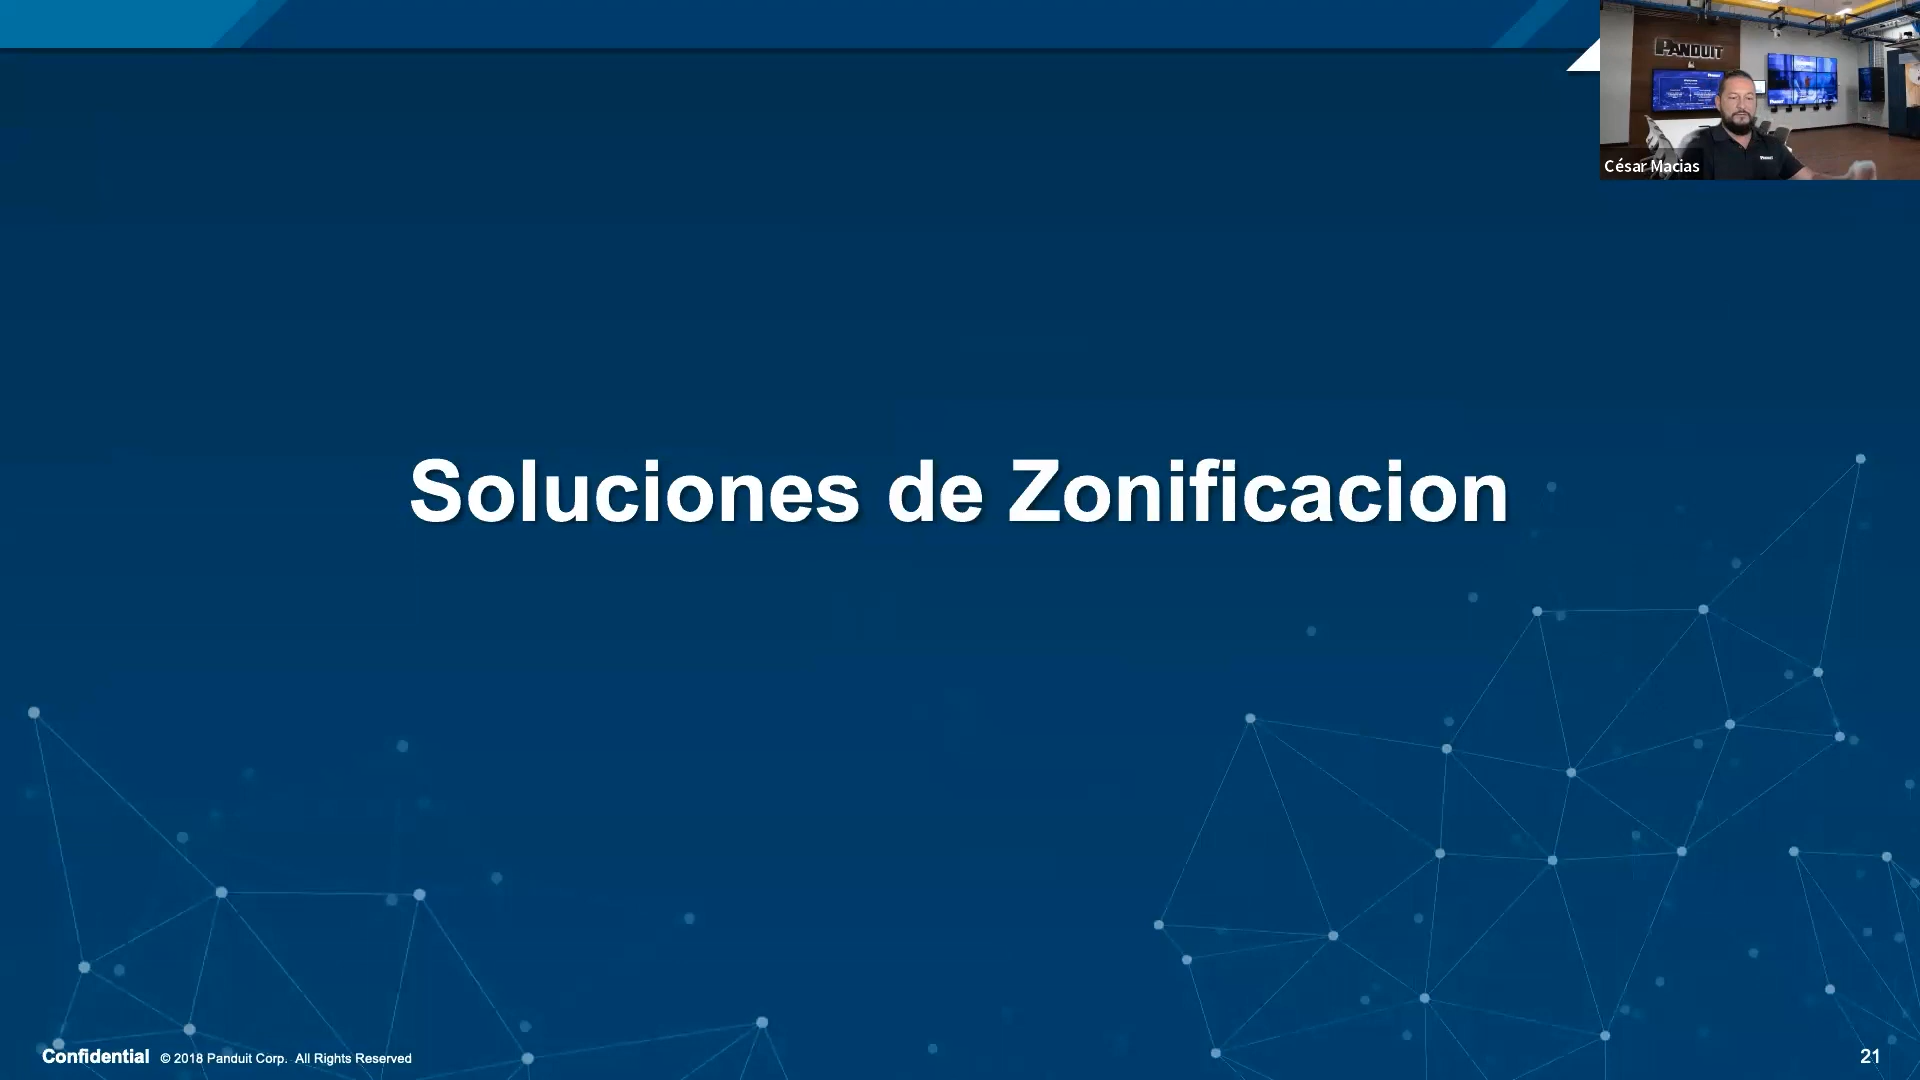 PANDUIT
César Macias
Soluciones de Zonificacion
Confidential © 2018 Panduit Corp. All Rights Reserved
21